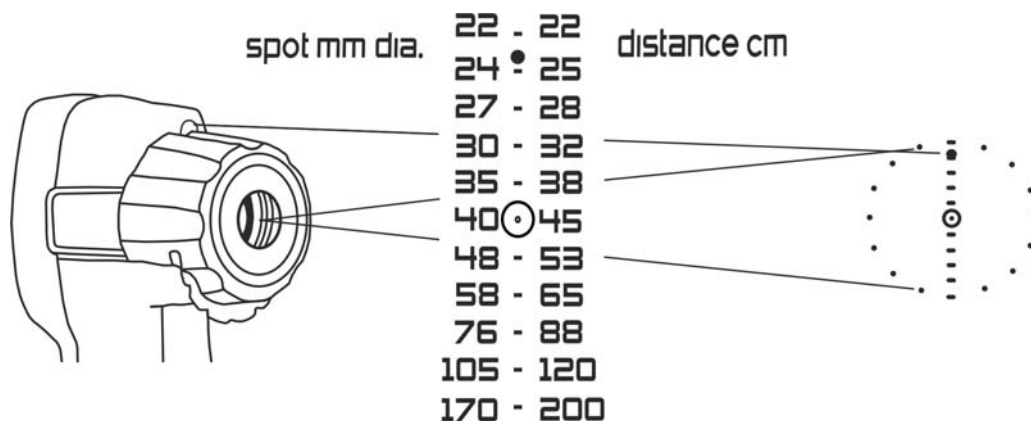 spot mm dia.
distance cm
22 - 22
24 - 25
27 - 28
30 - 32
35 - 38
40 45
48 - 53
58 - 65
76 - 88
105 - 120
170 - 200